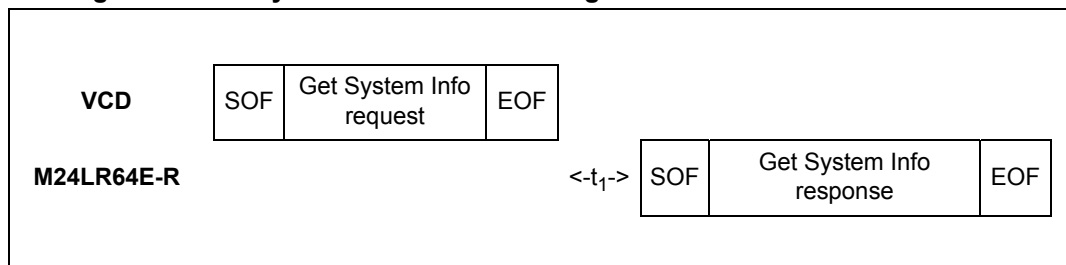 VCD
SOF
Get System Info
request
EOF
M24LR64E-R
<-t1->
SOF
Get System Info
response
EOF